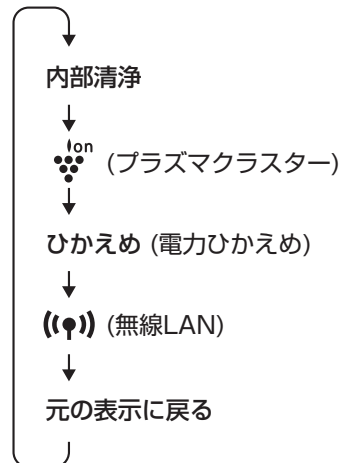 内部清浄
ion (プラズマクラスター)
ひかえめ (電力ひかえめ)
(無線LAN)
元の表示に戻る